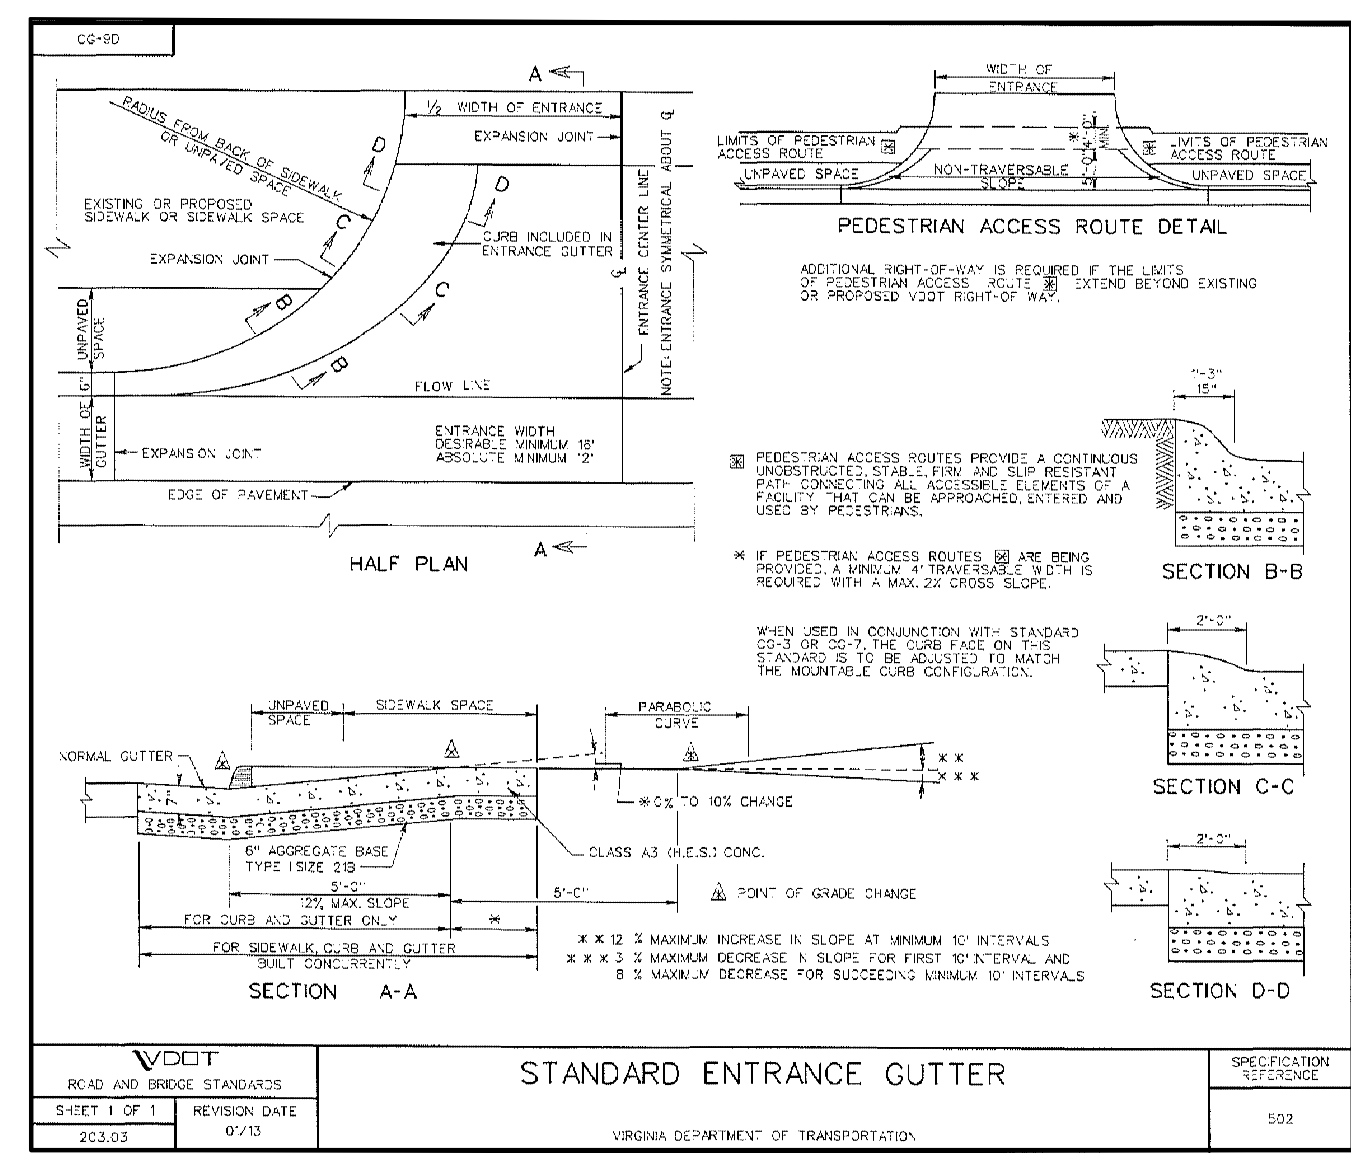 CG-9D
A
RADIUS FROM BACK OF SIDEWALK
OR UNPAVED SPACE
1/2 WIDTH OF ENTRANCE
EXPANSION JOINT
D
D
EXISTING OR PROPOSED
SIDEWALK OR SIDEWALK SPACE
C
CURB INCLUDED IN
ENTRANCE GUTTER
EXPANSION JOINT
C
B
B
UNPAVED
SPACE
6"
WIDTH OF
GUTTER
FLOW LINE
ENTRANCE CENTER LINE
NOTE: ENTRANCE SYMMETRICAL ABOUT ℄
℄
ENTRANCE WIDTH
DESIRABLE MINIMUM 16'
ABSOLUTE MINIMUM 12'
EXPANSION JOINT
EDGE OF PAVEMENT
A
HALF PLAN
WIDTH OF
ENTRANCE
LIMITS OF PEDESTRIAN
ACCESS ROUTE
LIMITS OF PEDESTRIAN
ACCESS ROUTE
* 4'-0"
MIN.
5'-0"
UNPAVED SPACE
NON-TRAVERSABLE
SLOPE
UNPAVED SPACE
PEDESTRIAN ACCESS ROUTE DETAIL
ADDITIONAL RIGHT-OF-WAY IS REQUIRED IF THE LIMITS
OF PEDESTRIAN ACCESS ROUTE EXTEND BEYOND EXISTING
OR PROPOSED VDOT RIGHT-OF WAY.
PEDESTRIAN ACCESS ROUTES PROVIDE A CONTINUOUS
UNOBSTRUCTED, STABLE, FIRM AND SLIP RESISTANT
PATH CONNECTING ALL ACCESSIBLE ELEMENTS OF A
FACILITY THAT CAN BE APPROACHED, ENTERED AND
USED BY PEDESTRIANS.
* IF PEDESTRIAN ACCESS ROUTES ARE BEING
PROVIDED, A MINIMUM 4' TRAVERSABLE WIDTH IS
REQUIRED WITH A MAX. 2% CROSS SLOPE.
WHEN USED IN CONJUNCTION WITH STANDARD
CG-3 OR CG-7, THE CURB FACE ON THIS
STANDARD IS TO BE ADJUSTED TO MATCH
THE MOUNTABLE CURB CONFIGURATION.
1'-3"
15"
SECTION B-B
2'-0"
SECTION C-C
2'-0"
SECTION D-D
UNPAVED
SPACE
SIDEWALK SPACE
PARABOLIC
CURVE
NORMAL GUTTER
7"
* *
* * *
* 0% TO 10% CHANGE
6" AGGREGATE BASE
TYPE I SIZE 21B
CLASS A3 (H.E.S.) CONC.
5'-0"
12% MAX. SLOPE
5'-0"
POINT OF GRADE CHANGE
FOR CURB AND GUTTER ONLY
*
FOR SIDEWALK, CURB AND GUTTER
BUILT CONCURRENTLY
* * 12 % MAXIMUM INCREASE IN SLOPE AT MINIMUM 10' INTERVALS
* * * 3 % MAXIMUM DECREASE IN SLOPE FOR FIRST 10' INTERVAL AND
8 % MAXIMUM DECREASE FOR SUCCEEDING MINIMUM 10' INTERVALS
SECTION A-A
VDOT
ROAD AND BRIDGE STANDARDS
SHEET 1 OF 1
REVISION DATE
203.03
01/13
STANDARD ENTRANCE GUTTER
VIRGINIA DEPARTMENT OF TRANSPORTATION
SPECIFICATION
REFERENCE
502